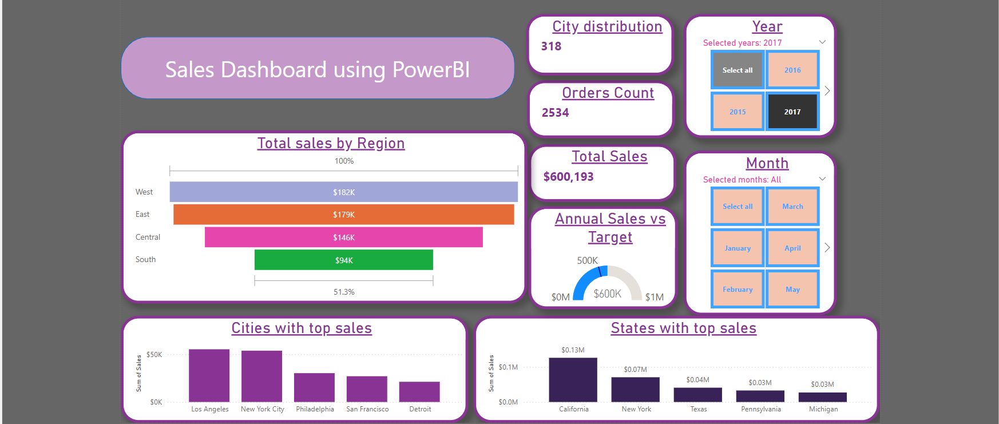 Sales Dashboard using PowerBI
City distribution
318
Orders Count
2534
Total Sales
$600,193
Annual Sales vs
Target
500K
$0M
$600K
$1M
Year
Selected years: 2017
Select all
2016
2015
2017
Month
Selected months: All
Select all
March
January
April
February
May
Total sales by Region
100%
West
$182K
East
$179K
Central
$146K
South
$94K
51.3%
Cities with top sales
Sum of Sales
$50K
$0K
Los Angeles
New York City
Philadelphia
San Francisco
Detroit
States with top sales
Sum of Sales
$0.1M
$0.0M
$0.13M
$0.07M
$0.04M
$0.03M
$0.03M
California
New York
Texas
Pennsylvania
Michigan